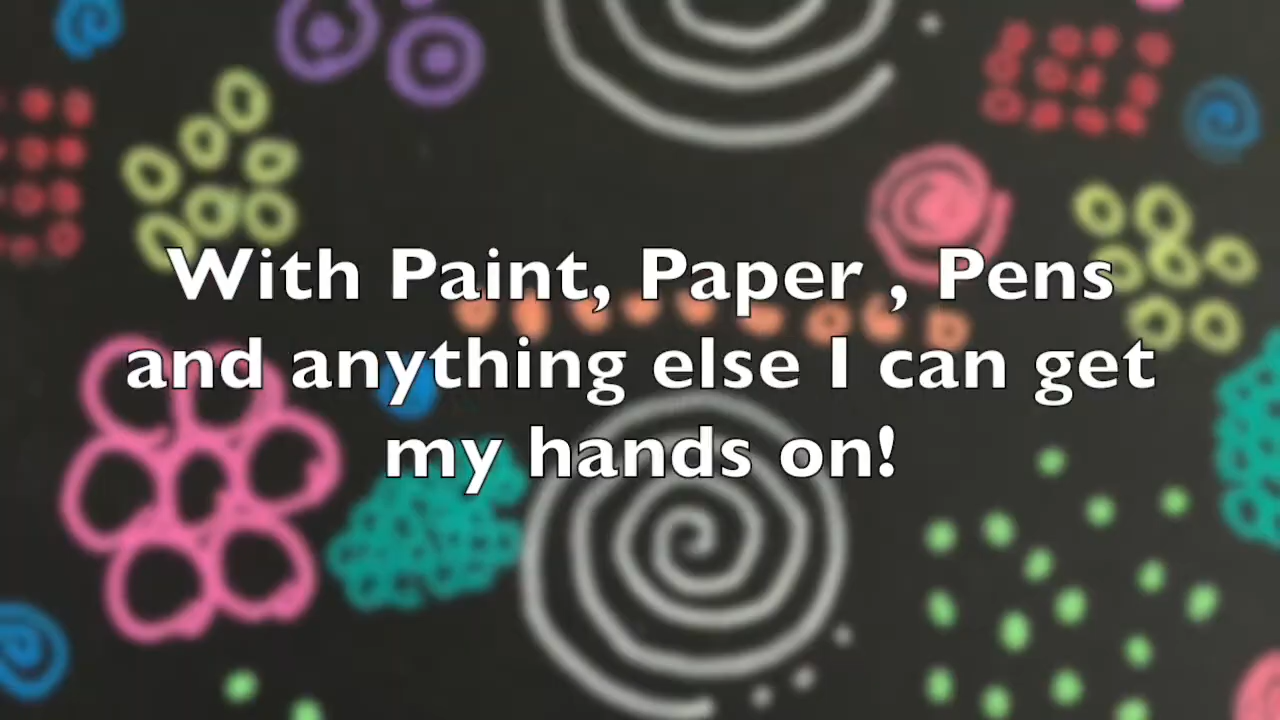 With Paint, Paper , Pens
and anything else I can get
my hands on!